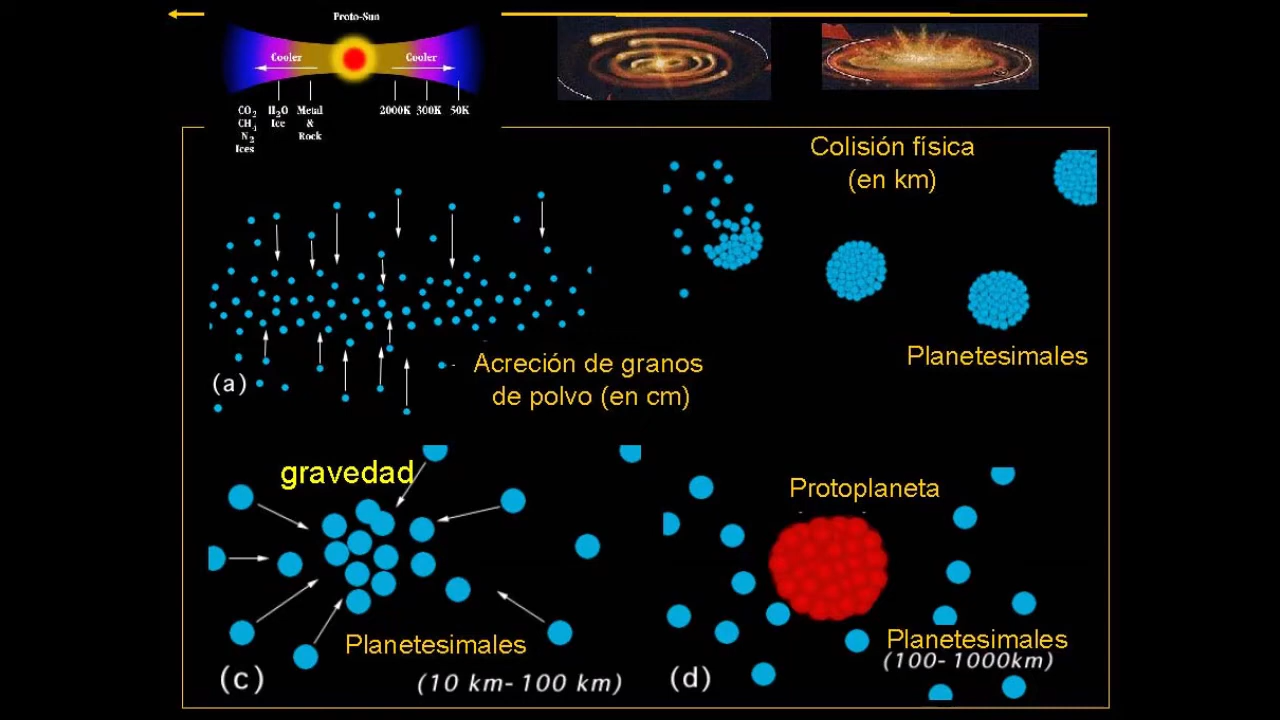 Proto-Sun
Cooler
Cooler
CO2
CH4
N2
Ices
H2O
Ice
Metal
&
Rock
2000K
300K
50K
Colisión física
(en km)
Planetesimales
Acreción de granos
de polvo (en cm)
(a)
gravedad
Planetesimales
(c)
(10 km-100 km)
Protoplaneta
Planetesimales
(100-1000km)
(d)